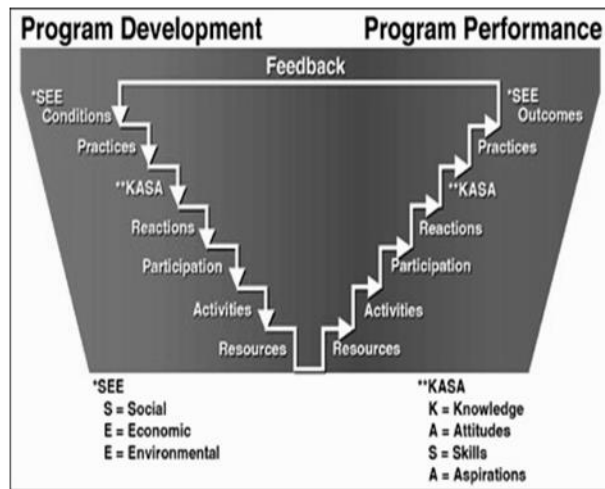 Program Development
Program Performance
Feedback
*SEE
Conditions
Practices
**KASA
Reactions
Participation
Activities
Resources
*SEE
Outcomes
Practices
**KASA
Reactions
Participation
Activities
Resources
*SEE
S = Social
E = Economic
E = Environmental
**KASA
K = Knowledge
A = Attitudes
S = Skills
A = Aspirations